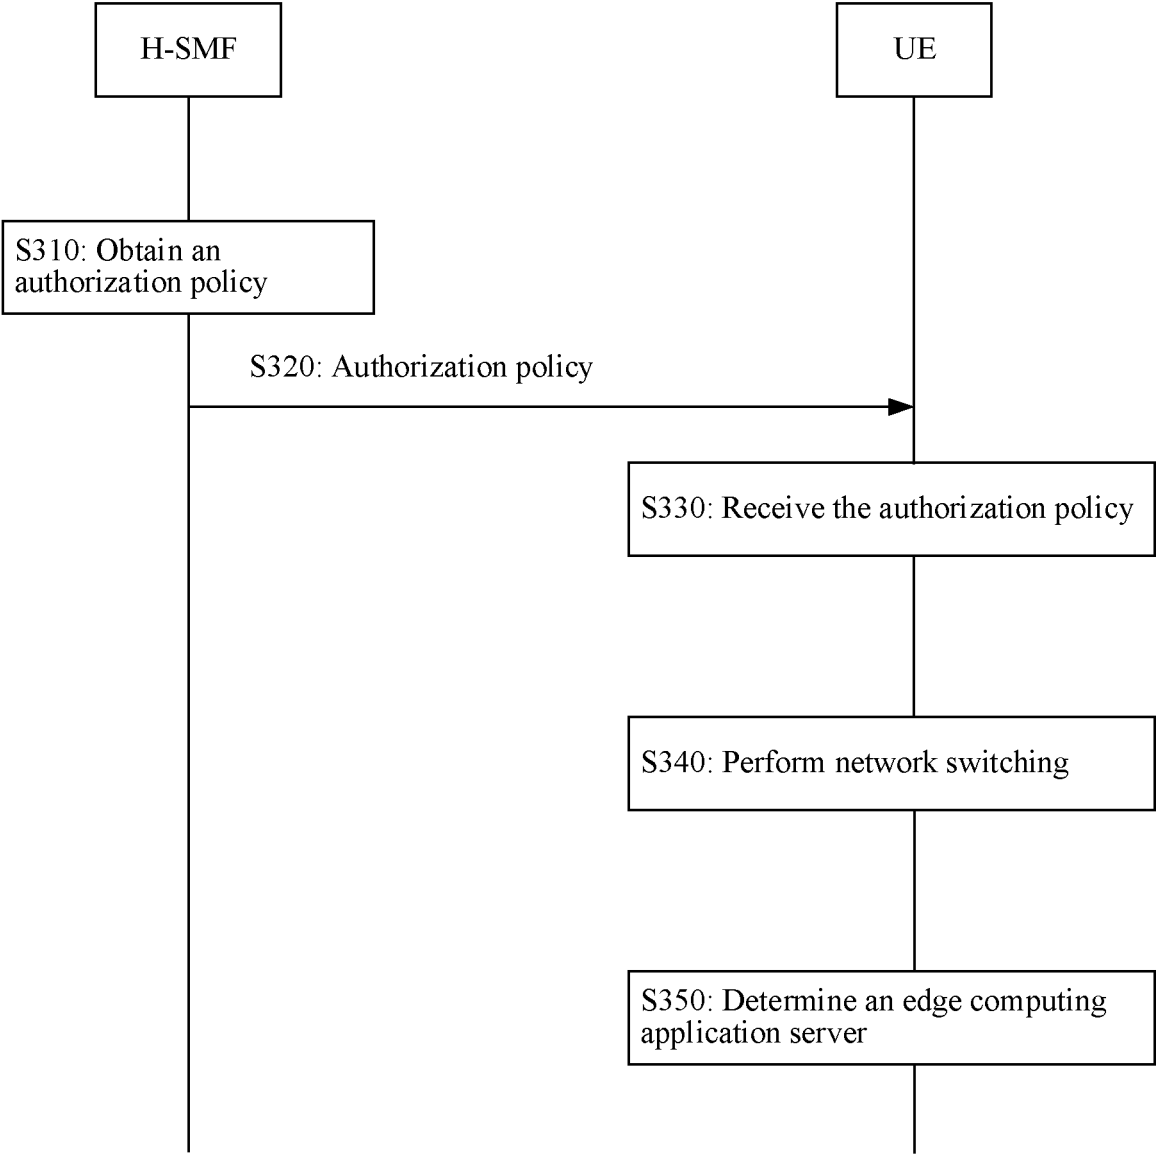 H-SMF
UE
S310: Obtain an
authorization policy
S320: Authorization policy
S330: Receive the authorization policy
S340: Perform network switching
S350: Determine an edge computing
application server